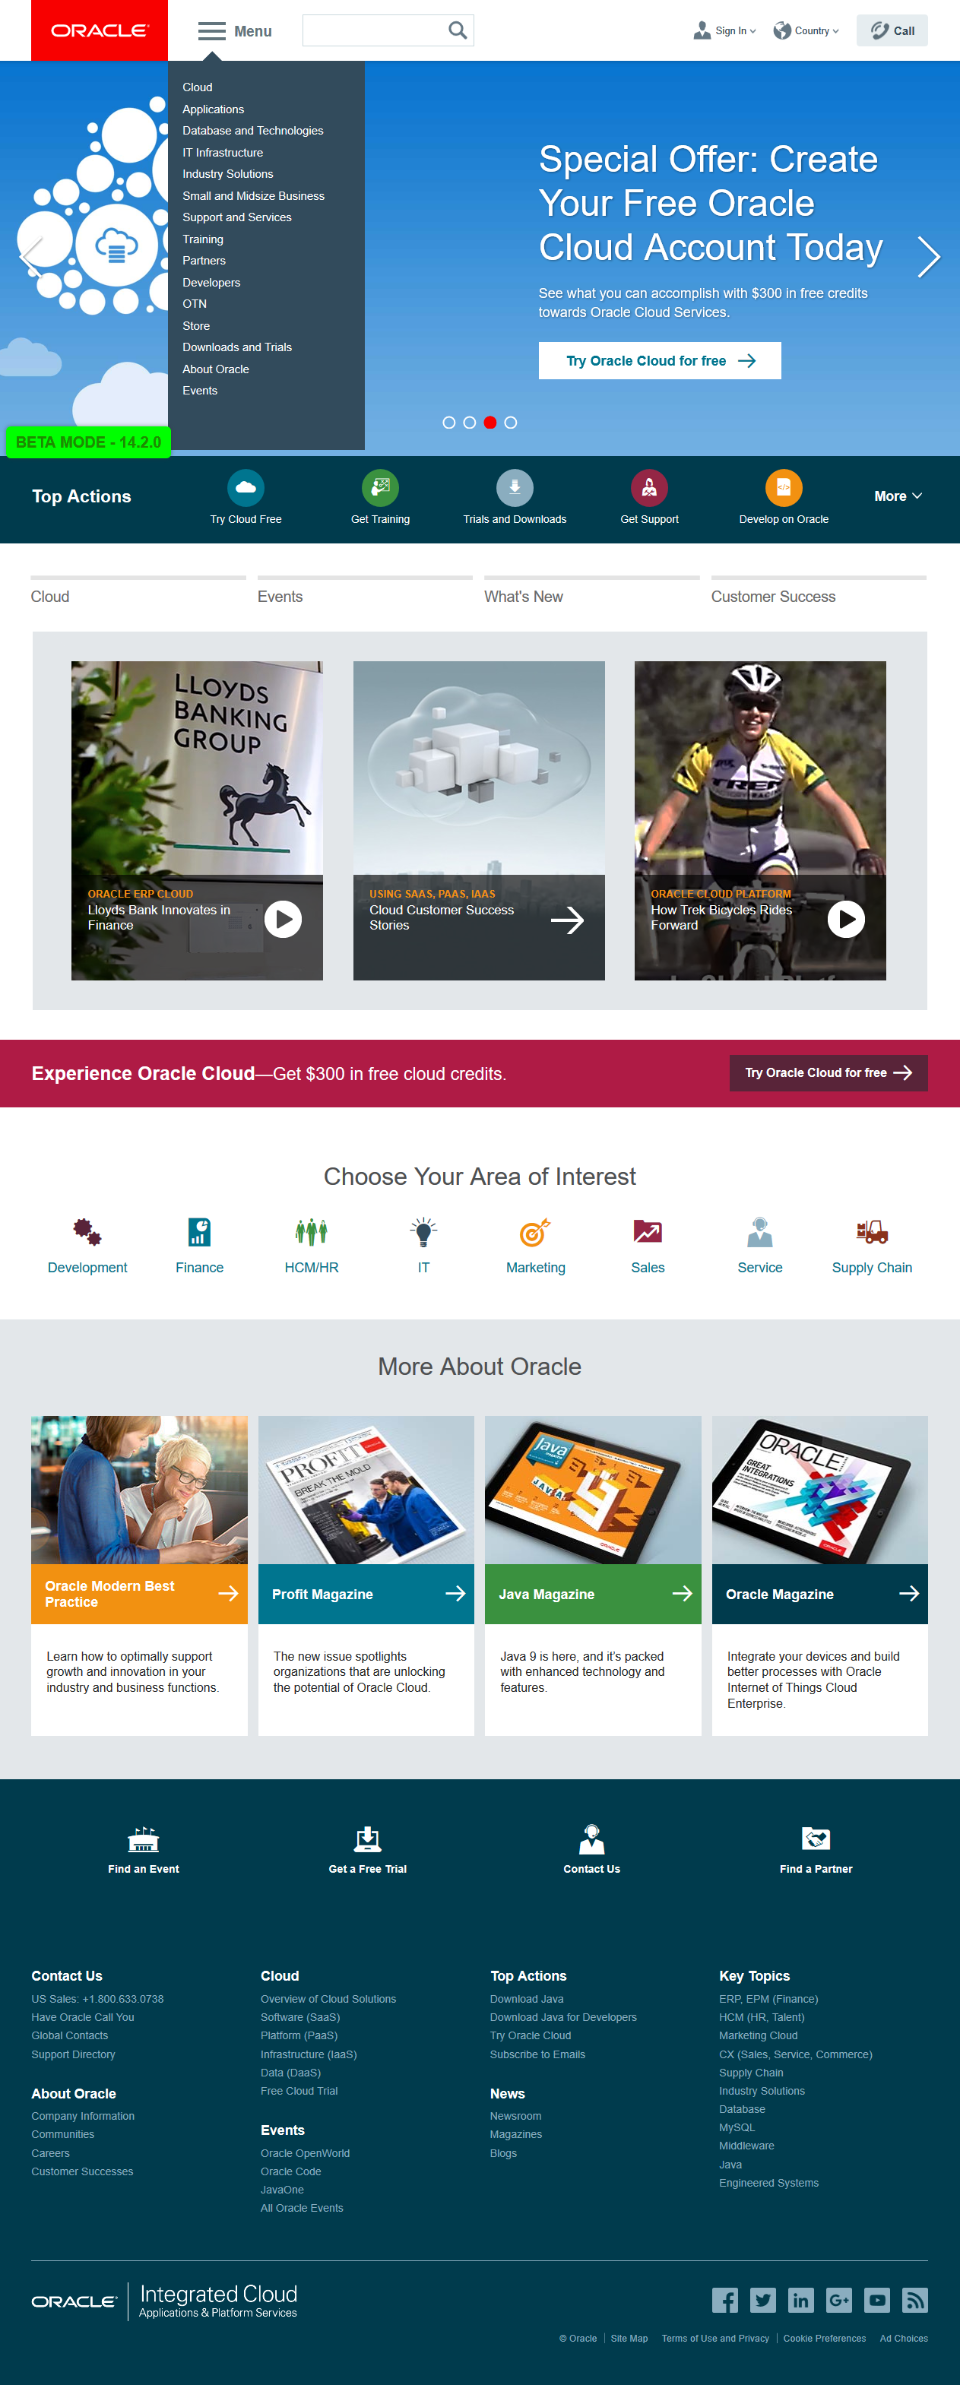 ORACLE
Menu
Sign In
Country
Call
Cloud
Applications
Database and Technologies
IT Infrastructure
Industry Solutions
Small and Midsize Business
Support and Services
Training
Partners
Developers
OTN
Store
Downloads and Trials
About Oracle
Events
Special Offer: Create
Your Free Oracle
Cloud Account Today
See what you can accomplish with $300 in free credits
towards Oracle Cloud Services.
Try Oracle Cloud for free
BETA MODE - 14.2.0
Top Actions
Try Cloud Free
Get Training
Trials and Downloads
Get Support
Develop on Oracle
More
Cloud
Events
What's New
Customer Success
LLOYDS
BANKING
GROUP
ORACLE ERP CLOUD
Lloyds Bank Innovates in
Finance
USING SAAS, PAAS, IAAS
Cloud Customer Success
Stories
TREK
ORACLE CLOUD PLATFORM
How Trek Bicycles Rides
Forward
Experience Oracle Cloud—Get $300 in free cloud credits.
Try Oracle Cloud for free
Choose Your Area of Interest
Development
Finance
HCM/HR
IT
Marketing
Sales
Service
Supply Chain
More About Oracle
PROFIT
BREAK THE MOLD
Java
JAVA
9
ORACLE
GREAT
INTEGRATIONS
Oracle Modern Best
Practice
Profit Magazine
Java Magazine
Oracle Magazine
Learn how to optimally support
growth and innovation in your
industry and business functions.
The new issue spotlights
organizations that are unlocking
the potential of Oracle Cloud.
Java 9 is here, and it's packed
with enhanced technology and
features.
Integrate your devices and build
better processes with Oracle
Internet of Things Cloud
Enterprise.
Find an Event
Get a Free Trial
Contact Us
Find a Partner
Contact Us
US Sales: +1.800.633.0738
Have Oracle Call You
Global Contacts
Support Directory
About Oracle
Company Information
Communities
Careers
Customer Successes
Cloud
Overview of Cloud Solutions
Software (SaaS)
Platform (PaaS)
Infrastructure (IaaS)
Data (DaaS)
Free Cloud Trial
Events
Oracle OpenWorld
Oracle Code
JavaOne
All Oracle Events
Top Actions
Download Java
Download Java for Developers
Try Oracle Cloud
Subscribe to Emails
News
Newsroom
Magazines
Blogs
Key Topics
ERP, EPM (Finance)
HCM (HR, Talent)
Marketing Cloud
CX (Sales, Service, Commerce)
Supply Chain
Industry Solutions
Database
MySQL
Middleware
Java
Engineered Systems
ORACLE
Integrated Cloud
Applications & Platform Services
© Oracle
Site Map
Terms of Use and Privacy
Cookie Preferences
Ad Choices